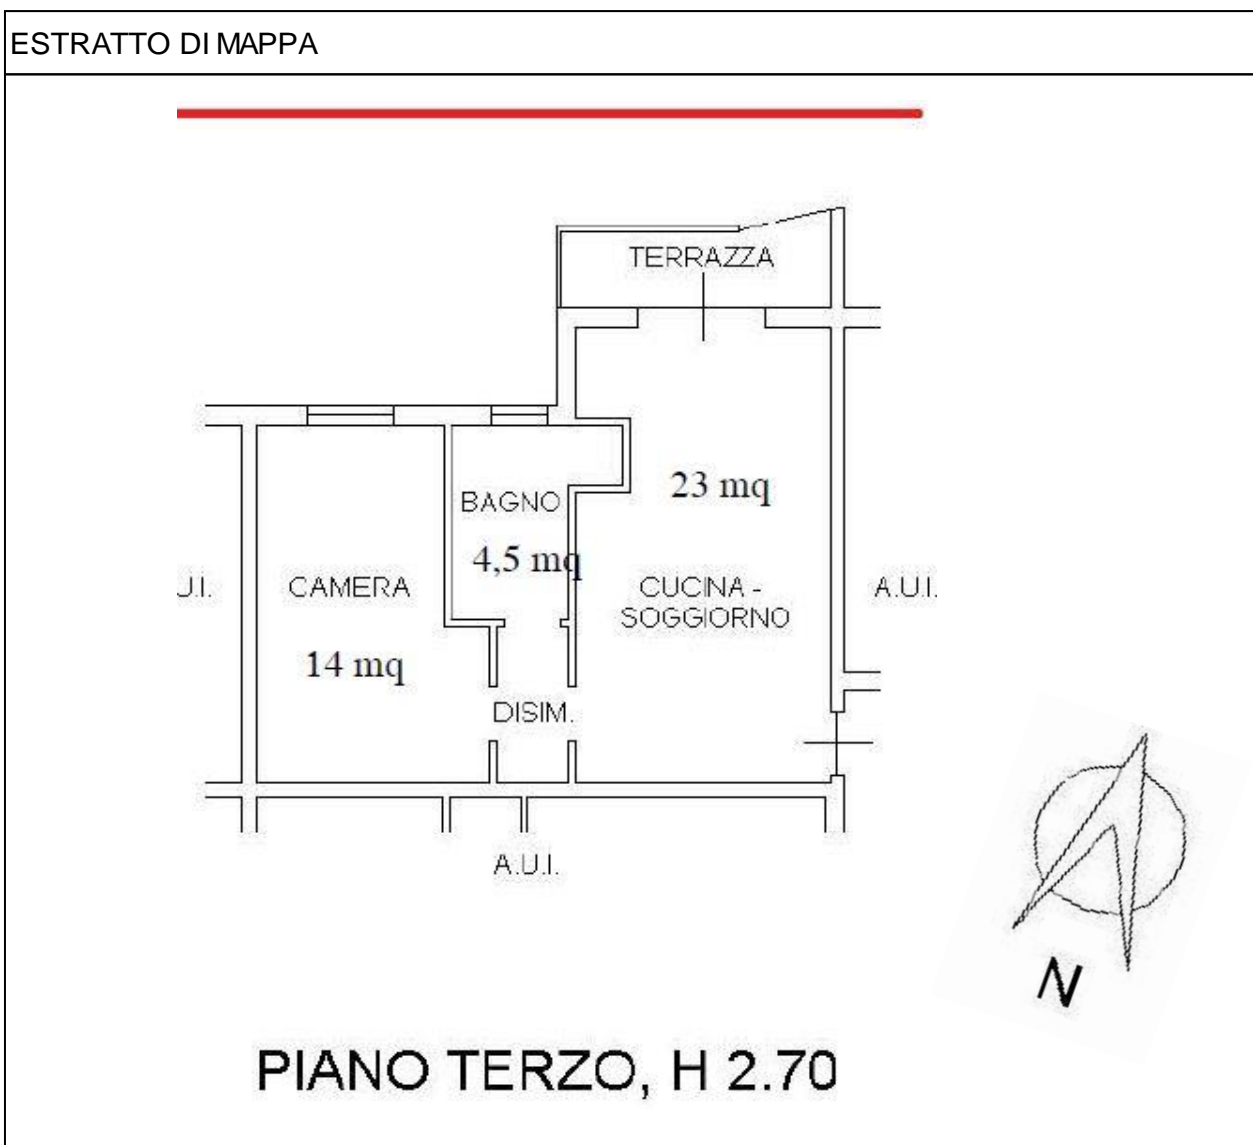 ESTRATTO DI MAPPA
TERRAZZA
23 mq
BAGNO
4,5 mq
U.I.
CAMERA
CUCINA -
SOGGIORNO
A.U.I.
14 mq
DISIM.
A.U.I.
N
PIANO TERZO, H 2.70